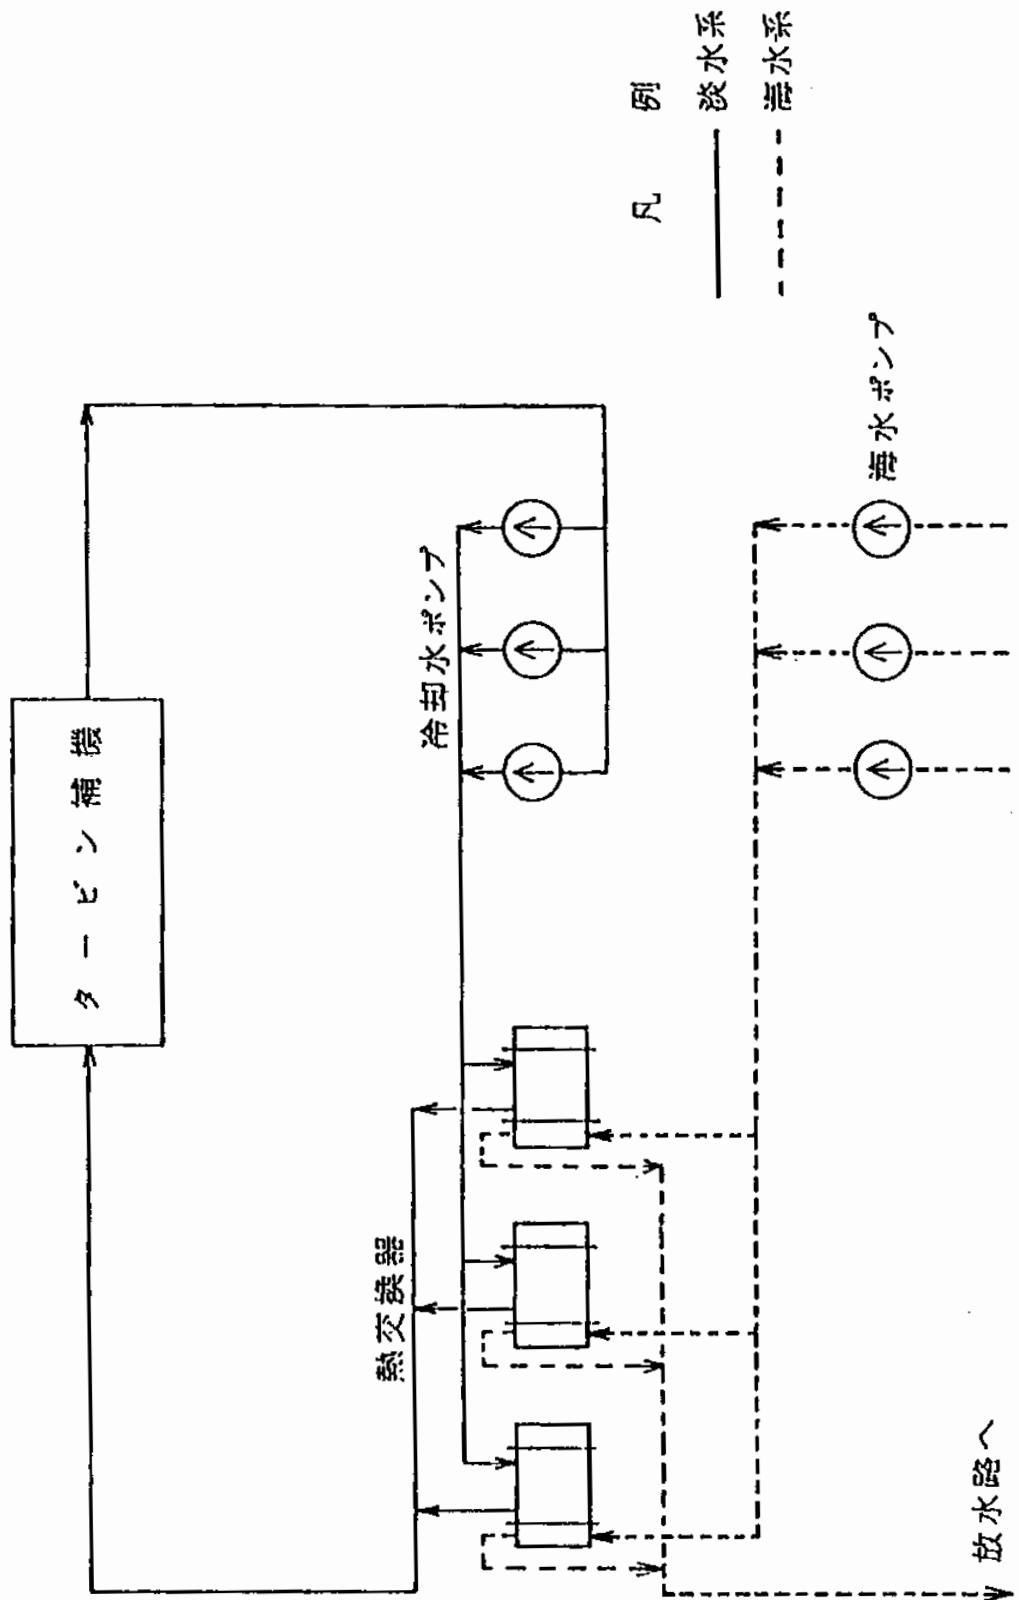 タービン補機
冷却水ポンプ
熱交換器
海水ポンプ
放水路へ
凡例
淡水系
海水系